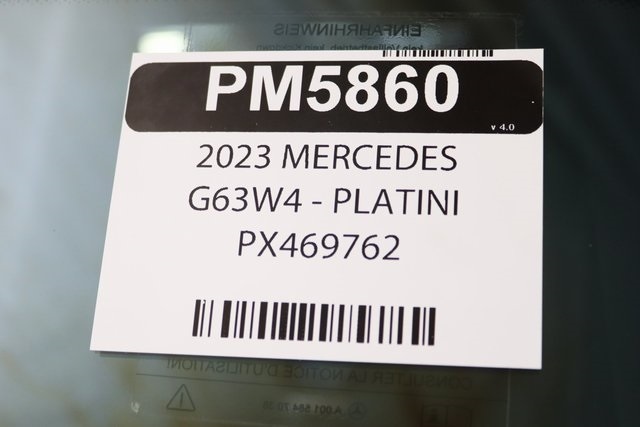 EINFAHRHINWEIS
PM5860
v 4.0
2023 MERCEDES
G63W4 - PLATINI
PX469762
CONSULTER LA NOTICE D'UTILISATION!